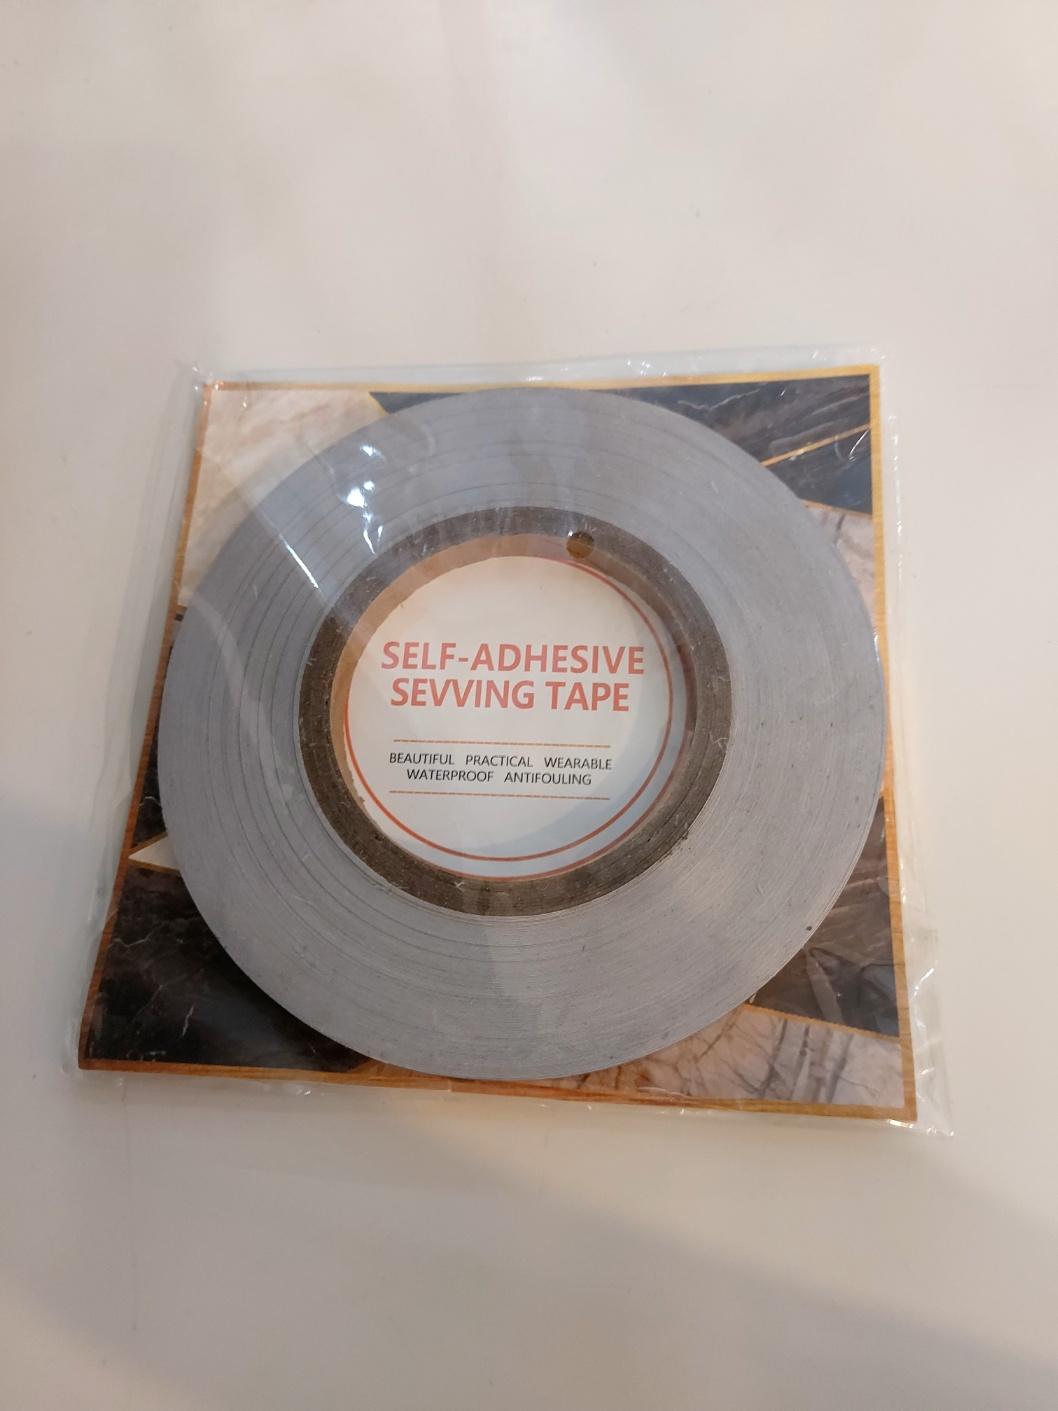 SELF-ADHESIVE
SEVVING TAPE
BEAUTIFUL PRACTICAL WEARABLE
WATERPROOF ANTIFOULING